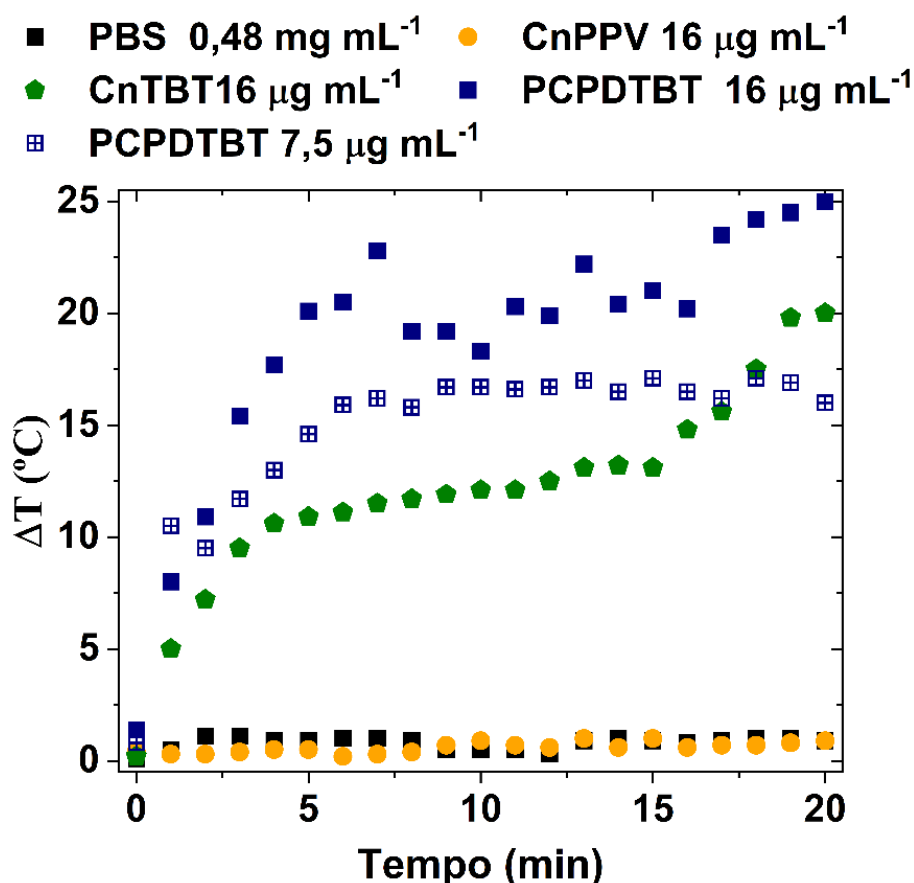 PBS 0,48 mg mL⁻¹ CnPPV 16 μg mL⁻¹
CnTBT16 μg mL⁻¹ PCPDTBT 16 μg mL⁻¹
PCPDTBT 7,5 μg mL⁻¹
25
20
15
10
5
0
ΔT (ºC)
0 5 10 15 20
Tempo (min)